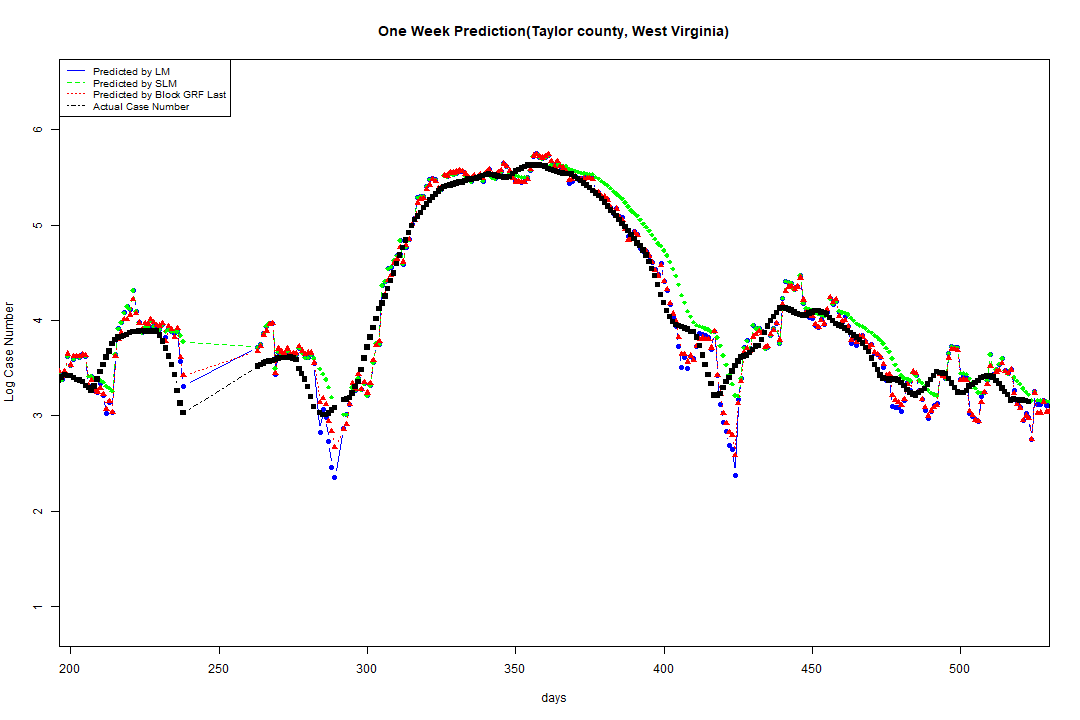 One Week Prediction(Taylor county, West Virginia)
Predicted by LM
Predicted by SLM
Predicted by Block GRF Last
Actual Case Number
Log Case Number
6
5
4
3
2
1
200 250 300 350 400 450 500
days